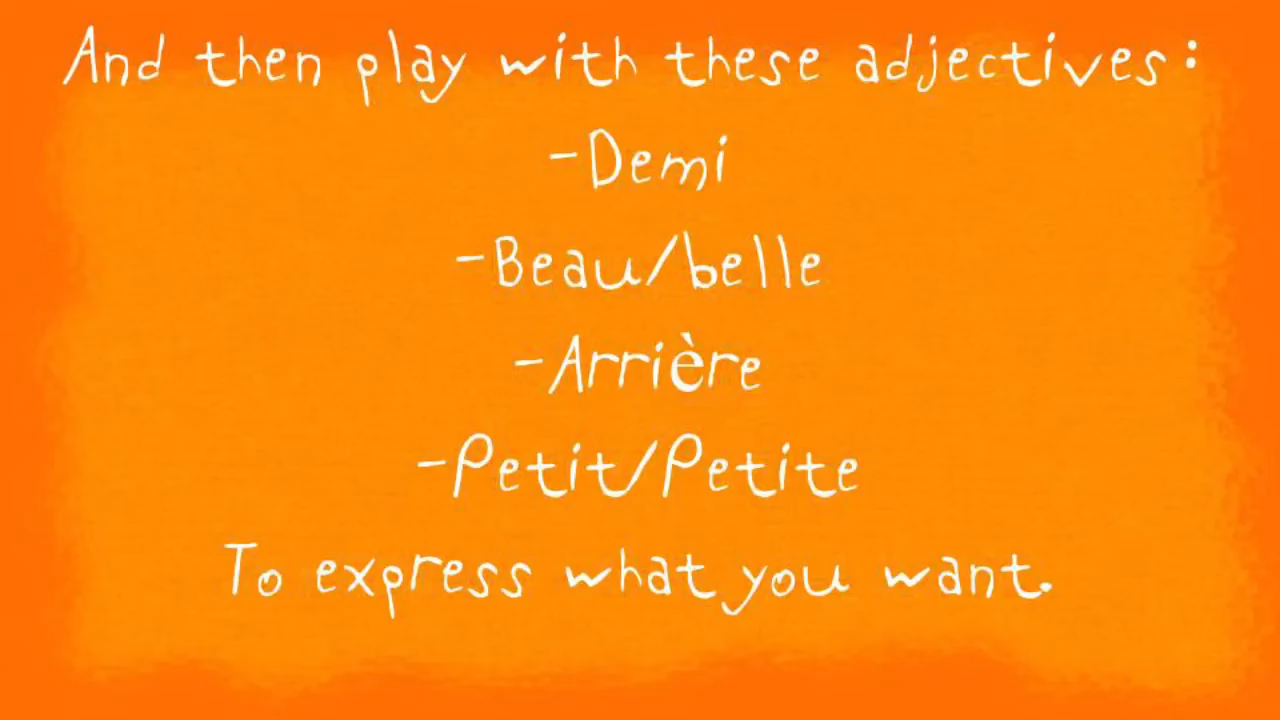 And then play with these adjectives:
-Demi
-Beau/belle
-Arrière
-Petit/Petite
To express what you want.